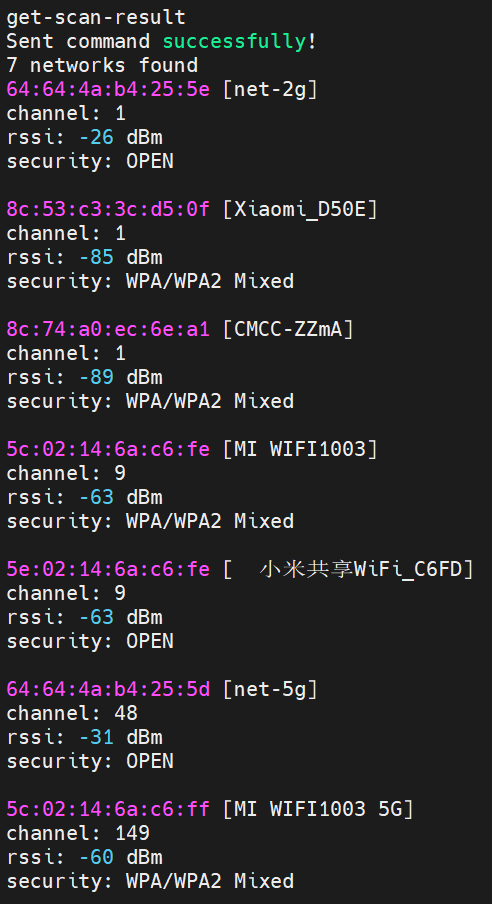 get-scan-result
Sent command successfully!
7 networks found
64:64:4a:b4:25:5e [net-2g]
channel: 1
rssi: -26 dBm
security: OPEN
8c:53:c3:3c:d5:0f [Xiaomi_D50E]
channel: 1
rssi: -85 dBm
security: WPA/WPA2 Mixed
8c:74:a0:ec:6e:a1 [CMCC-ZZmA]
channel: 1
rssi: -89 dBm
security: WPA/WPA2 Mixed
5c:02:14:6a:c6:fe [MI WIFI1003]
channel: 9
rssi: -63 dBm
security: WPA/WPA2 Mixed
5e:02:14:6a:c6:fe [  小米共享WiFi_C6FD]
channel: 9
rssi: -63 dBm
security: OPEN
64:64:4a:b4:25:5d [net-5g]
channel: 48
rssi: -31 dBm
security: OPEN
5c:02:14:6a:c6:ff [MI WIFI1003 5G]
channel: 149
rssi: -60 dBm
security: WPA/WPA2 Mixed